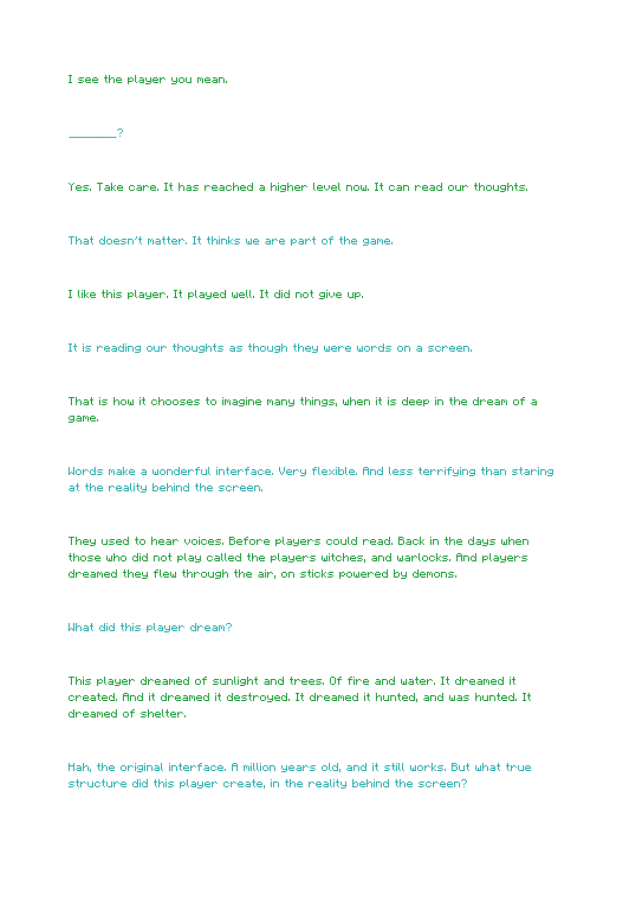 I see the player you mean.
_______?
Yes. Take care. It has reached a higher level now. It can read our thoughts.
That doesn't matter. It thinks we are part of the game.
I like this player. It played well. It did not give up.
It is reading our thoughts as though they were words on a screen.
That is how it chooses to imagine many things, when it is deep in the dream of a
game.
Words make a wonderful interface. Very flexible. And less terrifying than staring
at the reality behind the screen.
They used to hear voices. Before players could read. Back in the days when
those who did not play called the players witches, and warlocks. And players
dreamed they flew through the air, on sticks powered by demons.
What did this player dream?
This player dreamed of sunlight and trees. Of fire and water. It dreamed it
created. And it dreamed it destroyed. It dreamed it hunted, and was hunted. It
dreamed of shelter.
Hah, the original interface. A million years old, and it still works. But what true
structure did this player create, in the reality behind the screen?